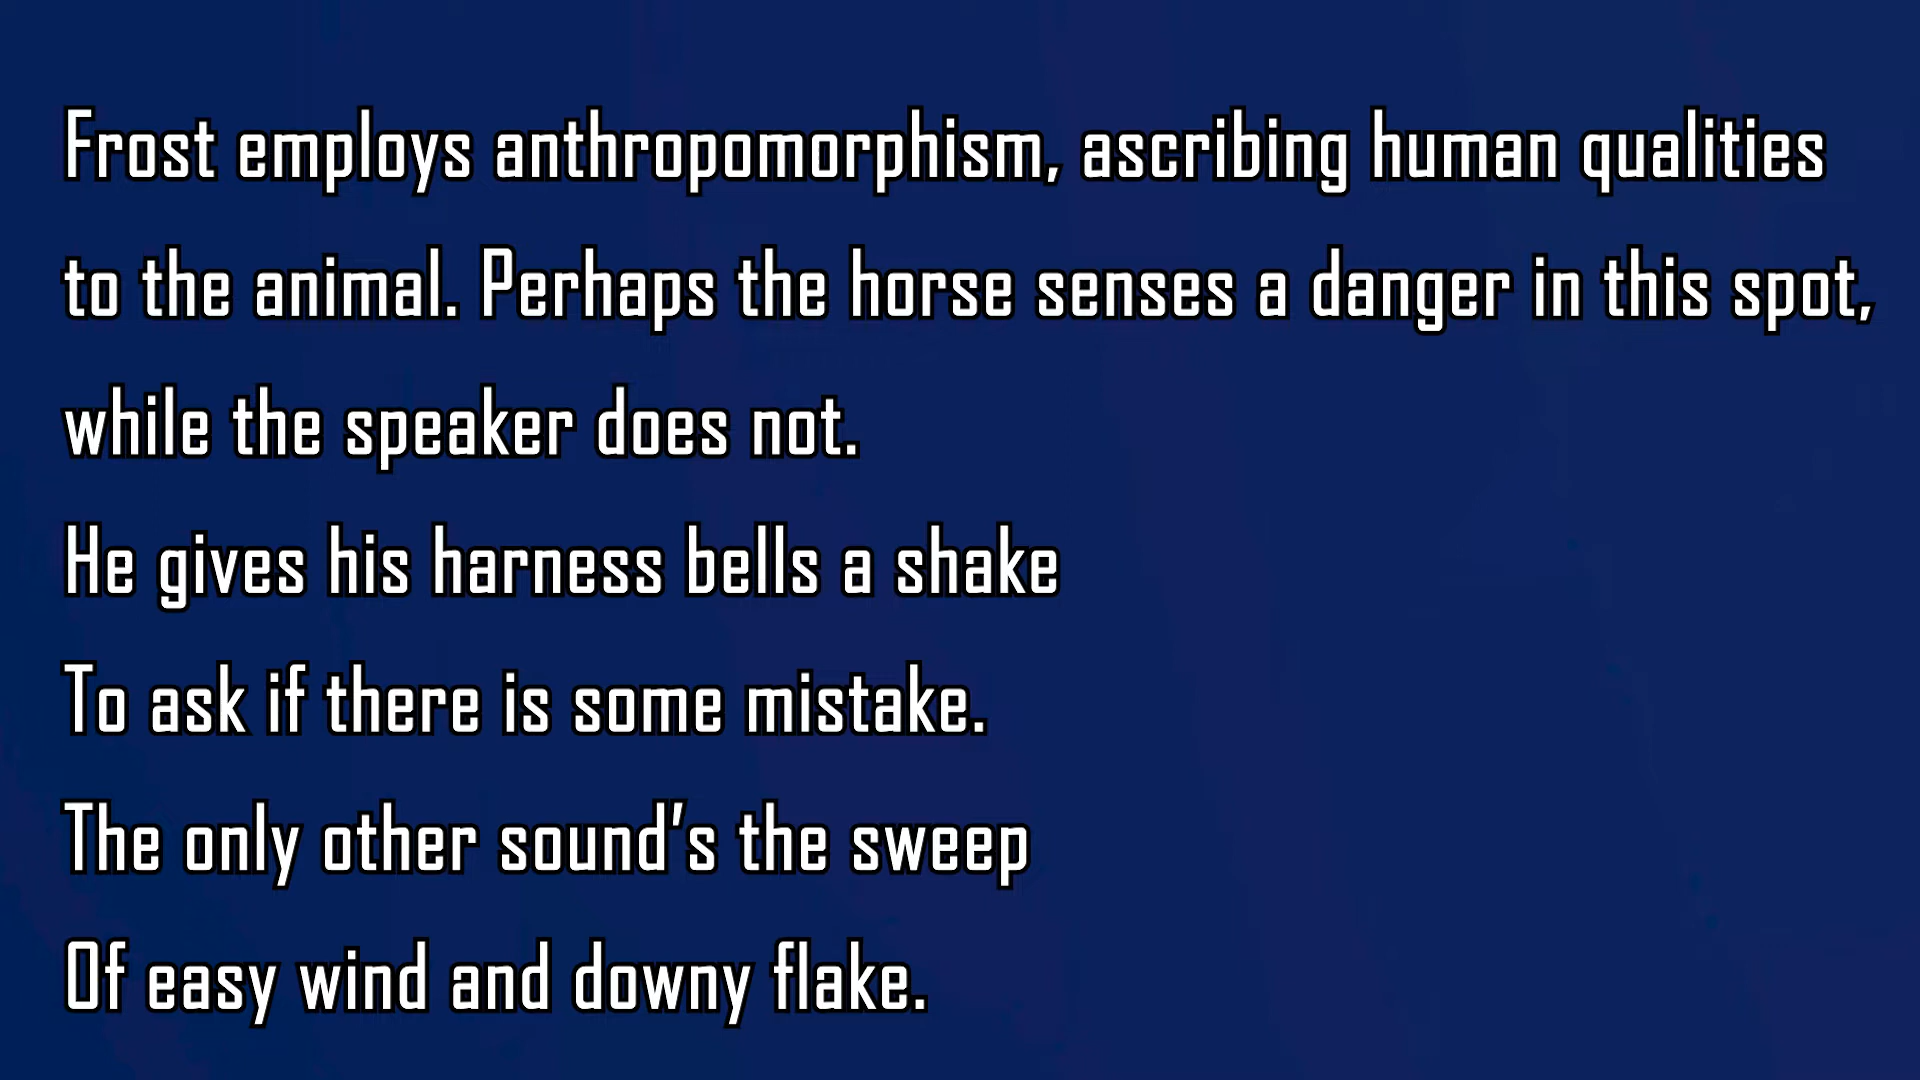 Frost employs anthropomorphism, ascribing human qualities
to the animal. Perhaps the horse senses a danger in this spot,
while the speaker does not.
He gives his harness bells a shake
To ask if there is some mistake.
The only other sound’s the sweep
Of easy wind and downy flake.